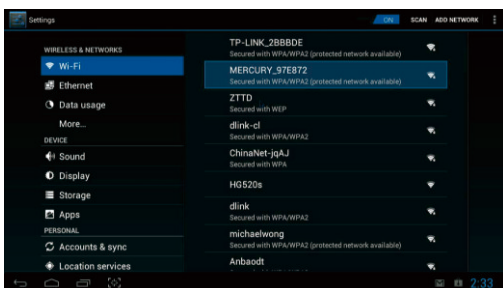 Settings
ON
SCAN
ADD NETWORK
WIRELESS & NETWORKS
Wi-Fi
Ethernet
Data usage
More...
DEVICE
Sound
Display
Storage
Apps
PERSONAL
Accounts & sync
Location services
TP-LINK_2BBBDE
Secured with WPA/WPA2 (protected network available)
MERCURY_97E872
Secured with WPA/WPA2 (protected network available)
ZTTD
Secured with WEP
dlink-cl
Secured with WPA/WPA2
ChinaNet-jqAJ
Secured with WPA
HG520s
dlink
Secured with WPA/WPA2
michaelwong
Secured with WPA/WPA2 (protected network available)
Anbaodt
2:33